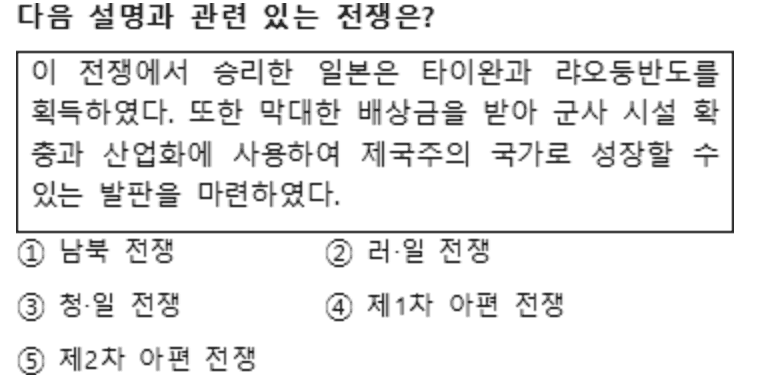 다음 설명과 관련 있는 전쟁은?
이 전쟁에서 승리한 일본은 타이완과 랴오둥반도를
획득하였다. 또한 막대한 배상금을 받아 군사 시설 확
충과 산업화에 사용하여 제국주의 국가로 성장할 수
있는 발판을 마련하였다.
① 남북 전쟁 ② 러·일 전쟁
③ 청·일 전쟁 ④ 제1차 아편 전쟁
⑤ 제2차 아편 전쟁